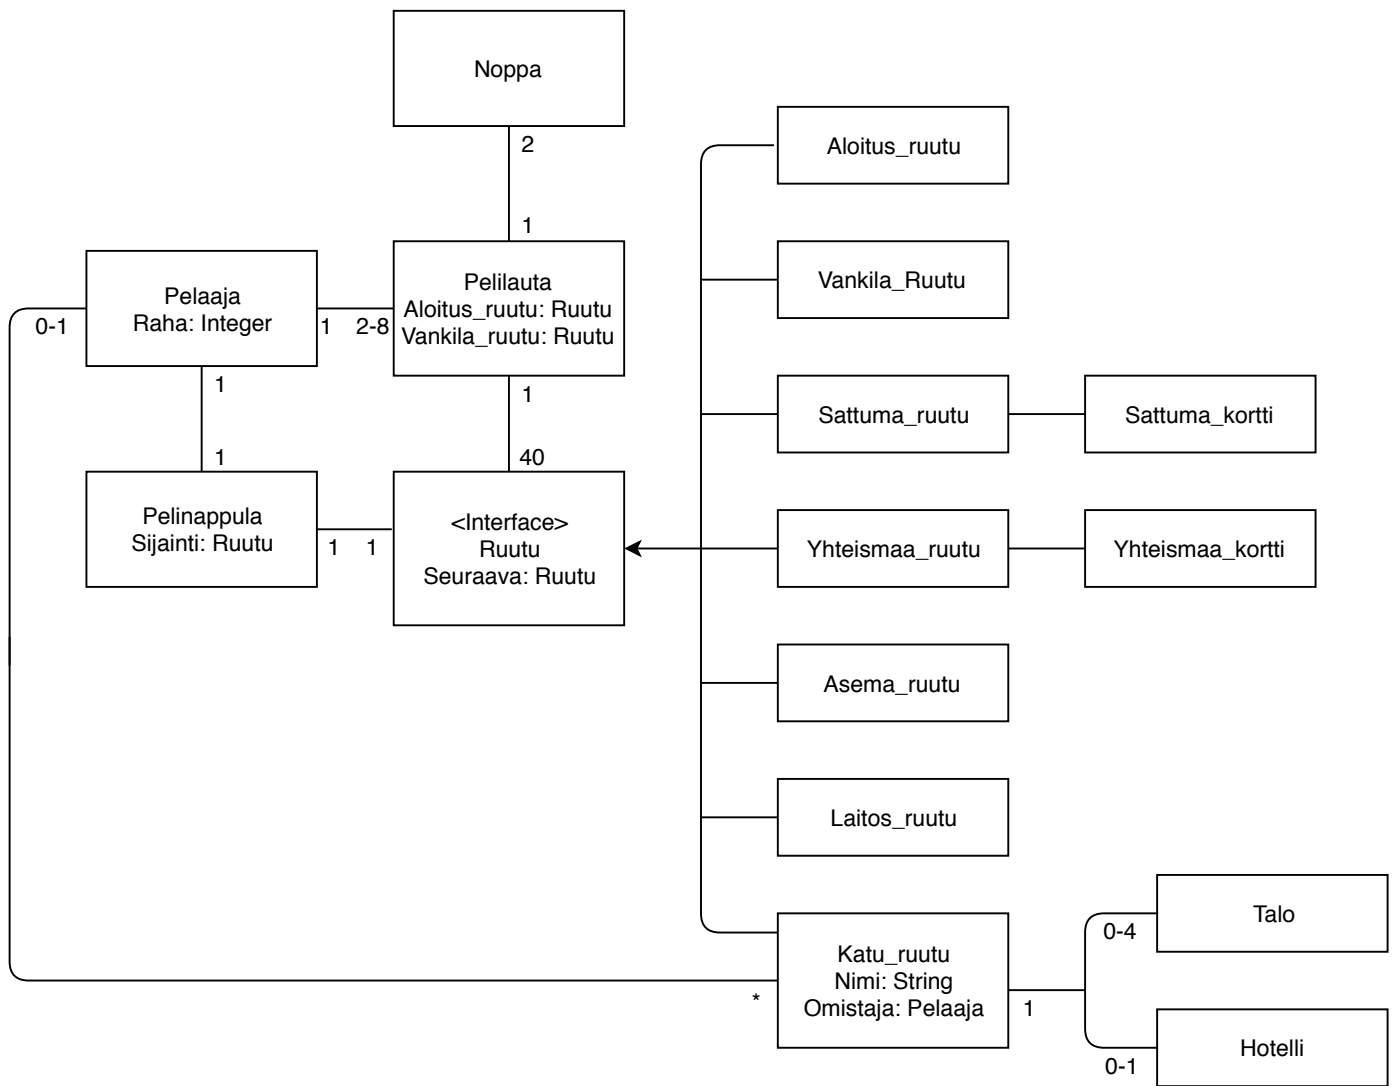 Noppa
2
Aloitus_ruutu
1
Pelilauta
Aloitus_ruutu: Ruutu
Vankila_ruutu: Ruutu
Vankila_Ruutu
Pelaaja
Raha: Integer
0-1
1
2-8
1
1
Sattuma_ruutu
Sattuma_kortti
1
40
Pelinappula
Sijainti: Ruutu
1
1
<Interface>
Ruutu
Seuraava: Ruutu
Yhteismaa_ruutu
Yhteismaa_kortti
Asema_ruutu
Laitos_ruutu
Katu_ruutu
Nimi: String
Omistaja: Pelaaja
*
1
0-4
Talo
0-1
Hotelli